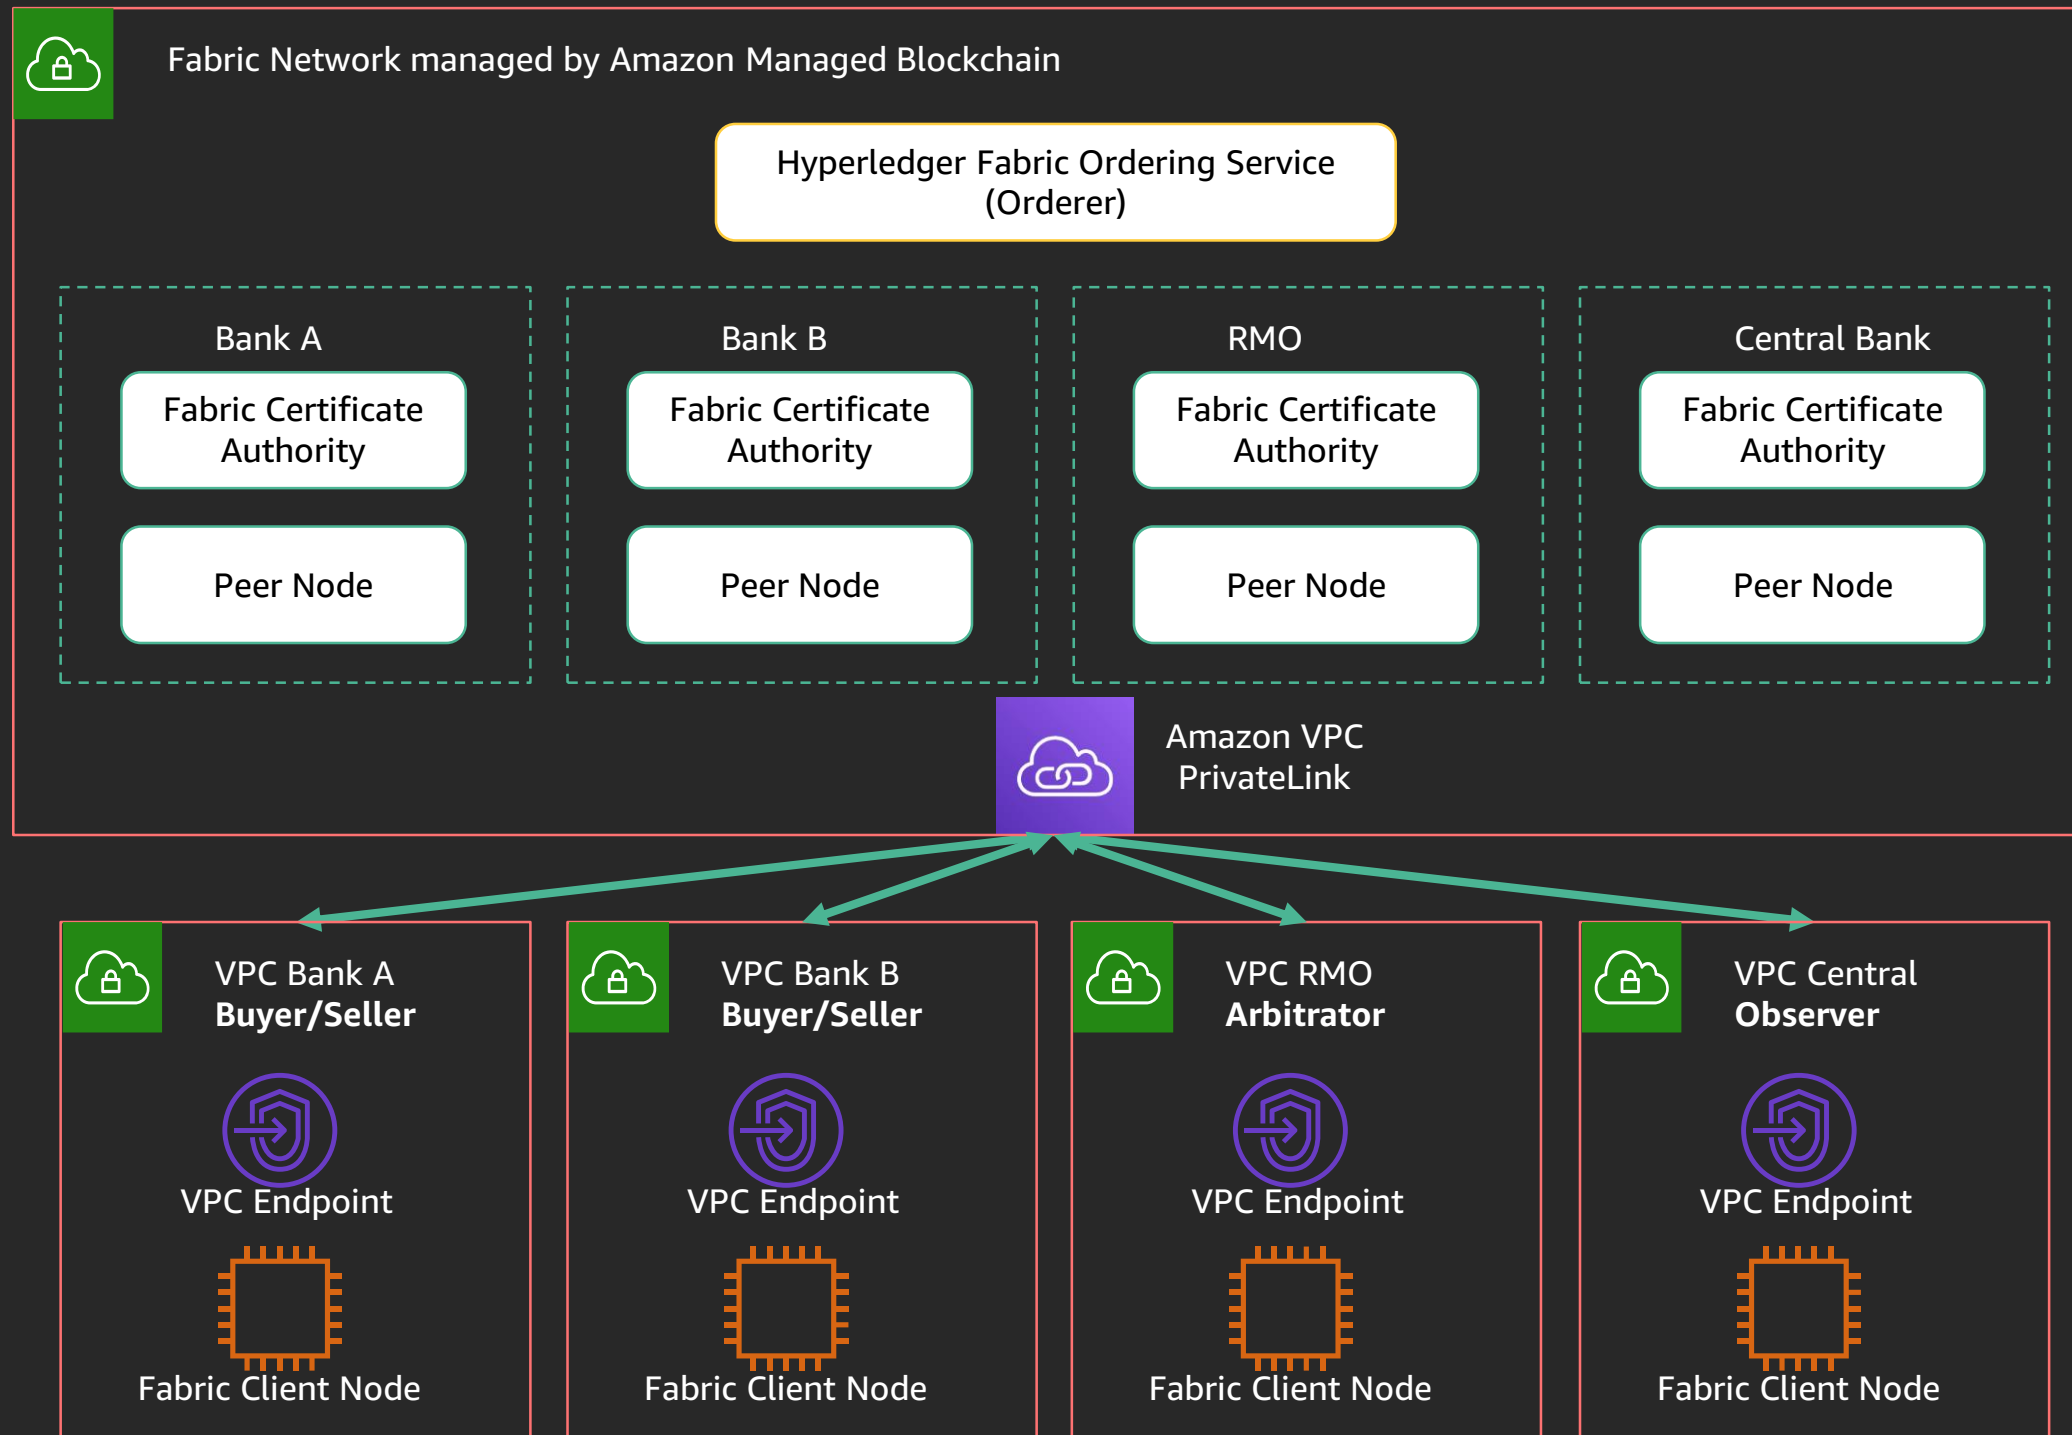 Fabric Network managed by Amazon Managed Blockchain
Hyperledger Fabric Ordering Service
(Orderer)
Bank A
Fabric Certificate
Authority
Peer Node
Bank B
Fabric Certificate
Authority
Peer Node
RMO
Fabric Certificate
Authority
Peer Node
Central Bank
Fabric Certificate
Authority
Peer Node
Amazon VPC
PrivateLink
VPC Bank A
Buyer/Seller
VPC Endpoint
Fabric Client Node
VPC Bank B
Buyer/Seller
VPC Endpoint
Fabric Client Node
VPC RMO
Arbitrator
VPC Endpoint
Fabric Client Node
VPC Central
Observer
VPC Endpoint
Fabric Client Node